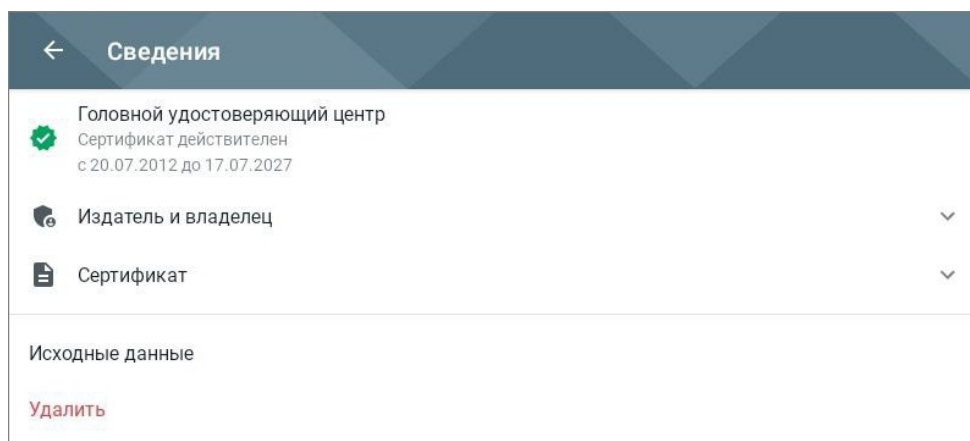 Сведения
Головной удостоверяющий центр
Сертификат действителен
с 20.07.2012 до 17.07.2027
Издатель и владелец
Сертификат
Исходные данные
Удалить